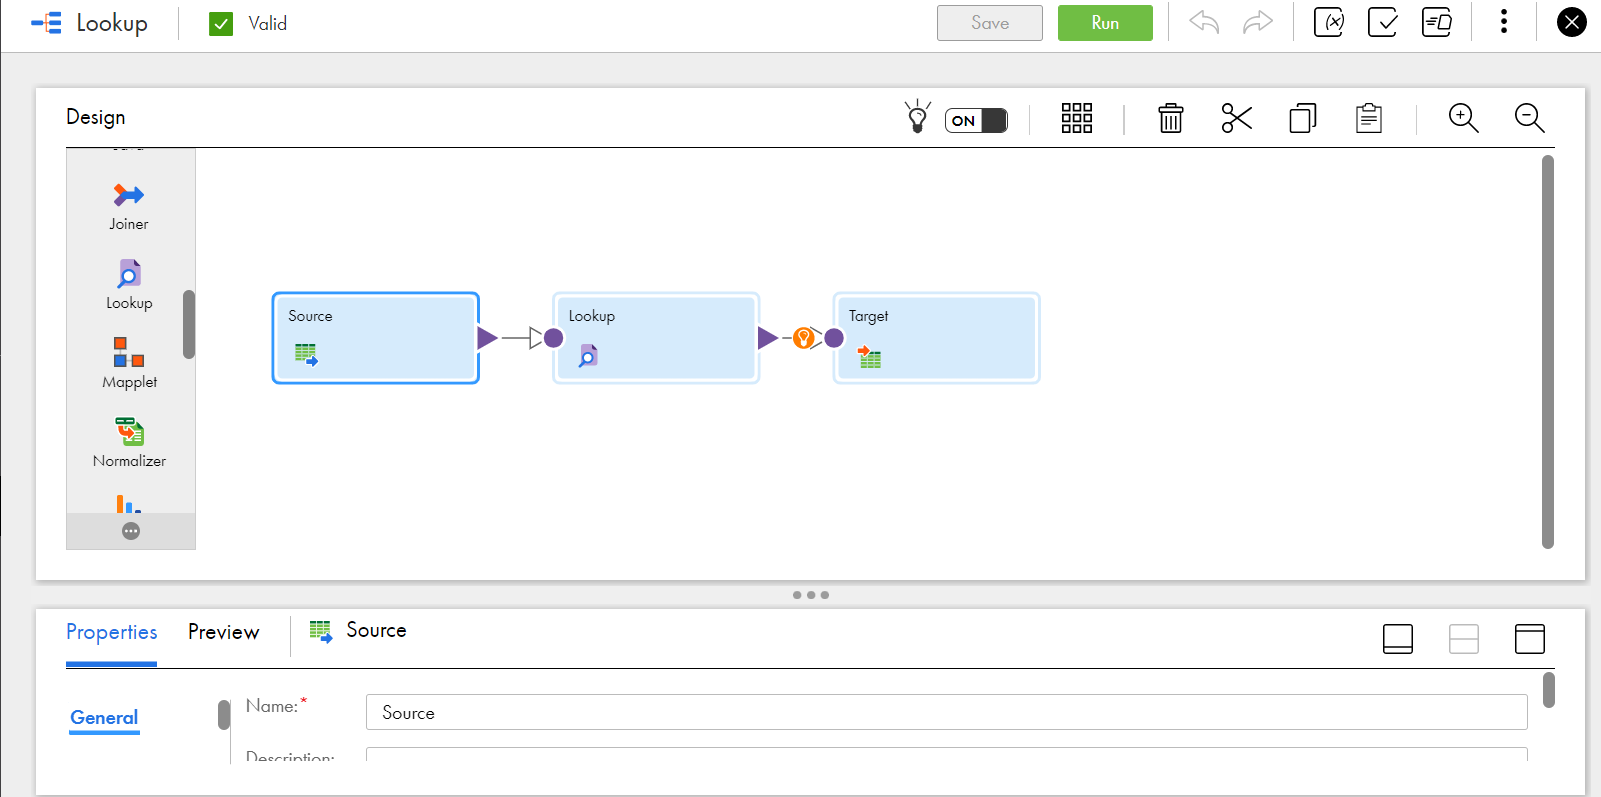 Lookup
Valid
Save
Run
(x)
Design
ON
Joiner
Lookup
Mapplet
Normalizer
Source
Lookup
Target
Properties
Preview
Source
General
Name:*
Source
Description: